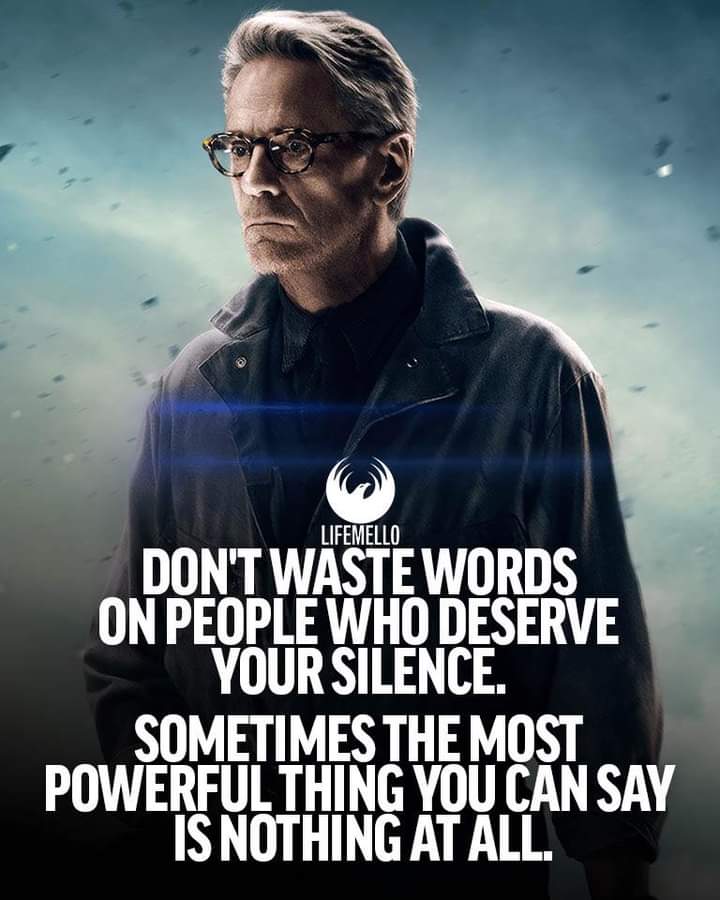 LIFEMELLO
DON'T WASTE WORDS
ON PEOPLE WHO DESERVE
YOUR SILENCE.
SOMETIMES THE MOST
POWERFUL THING YOU CAN SAY
IS NOTHING AT ALL.